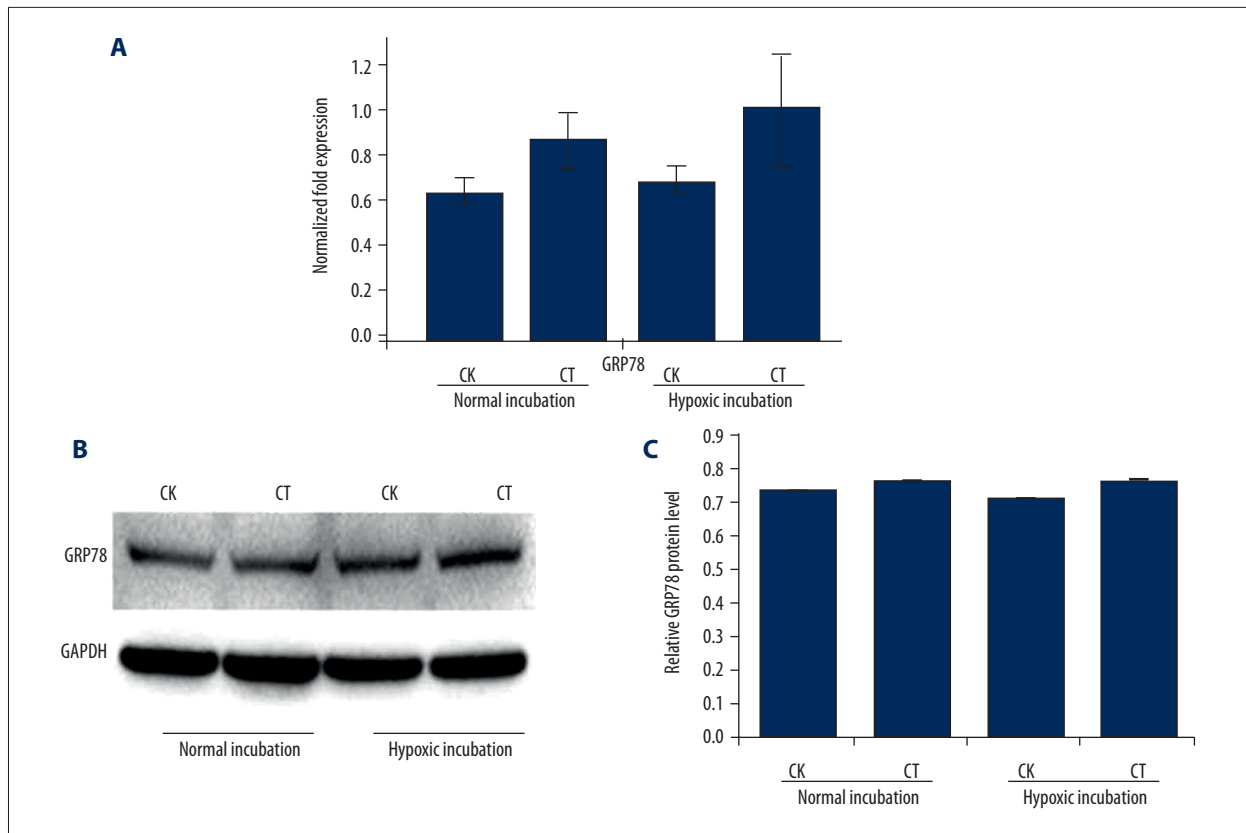 A
Normalized fold expression
1.2
1.0
0.8
0.6
0.4
0.2
0.0
GRP78
CK CT CK CT
Normal incubation Hypoxic incubation
B
CK CT CK CT
GRP78
GAPDH
Normal incubation Hypoxic incubation
C
Relative GRP78 protein level
0.9
0.8
0.7
0.6
0.5
0.4
0.3
0.2
0.1
0.0
CK CT CK CT
Normal incubation Hypoxic incubation